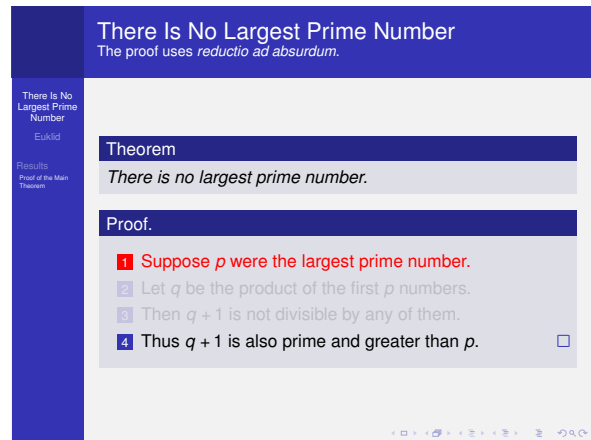 There Is No Largest Prime Number
The proof uses reductio ad absurdum.
There Is No
Largest Prime
Number
Euklid
Results
Proof of the Main
Theorem
Theorem
There is no largest prime number.
Proof.
1 Suppose p were the largest prime number.
2 Let q be the product of the first p numbers.
3 Then q + 1 is not divisible by any of them.
4 Thus q + 1 is also prime and greater than p.